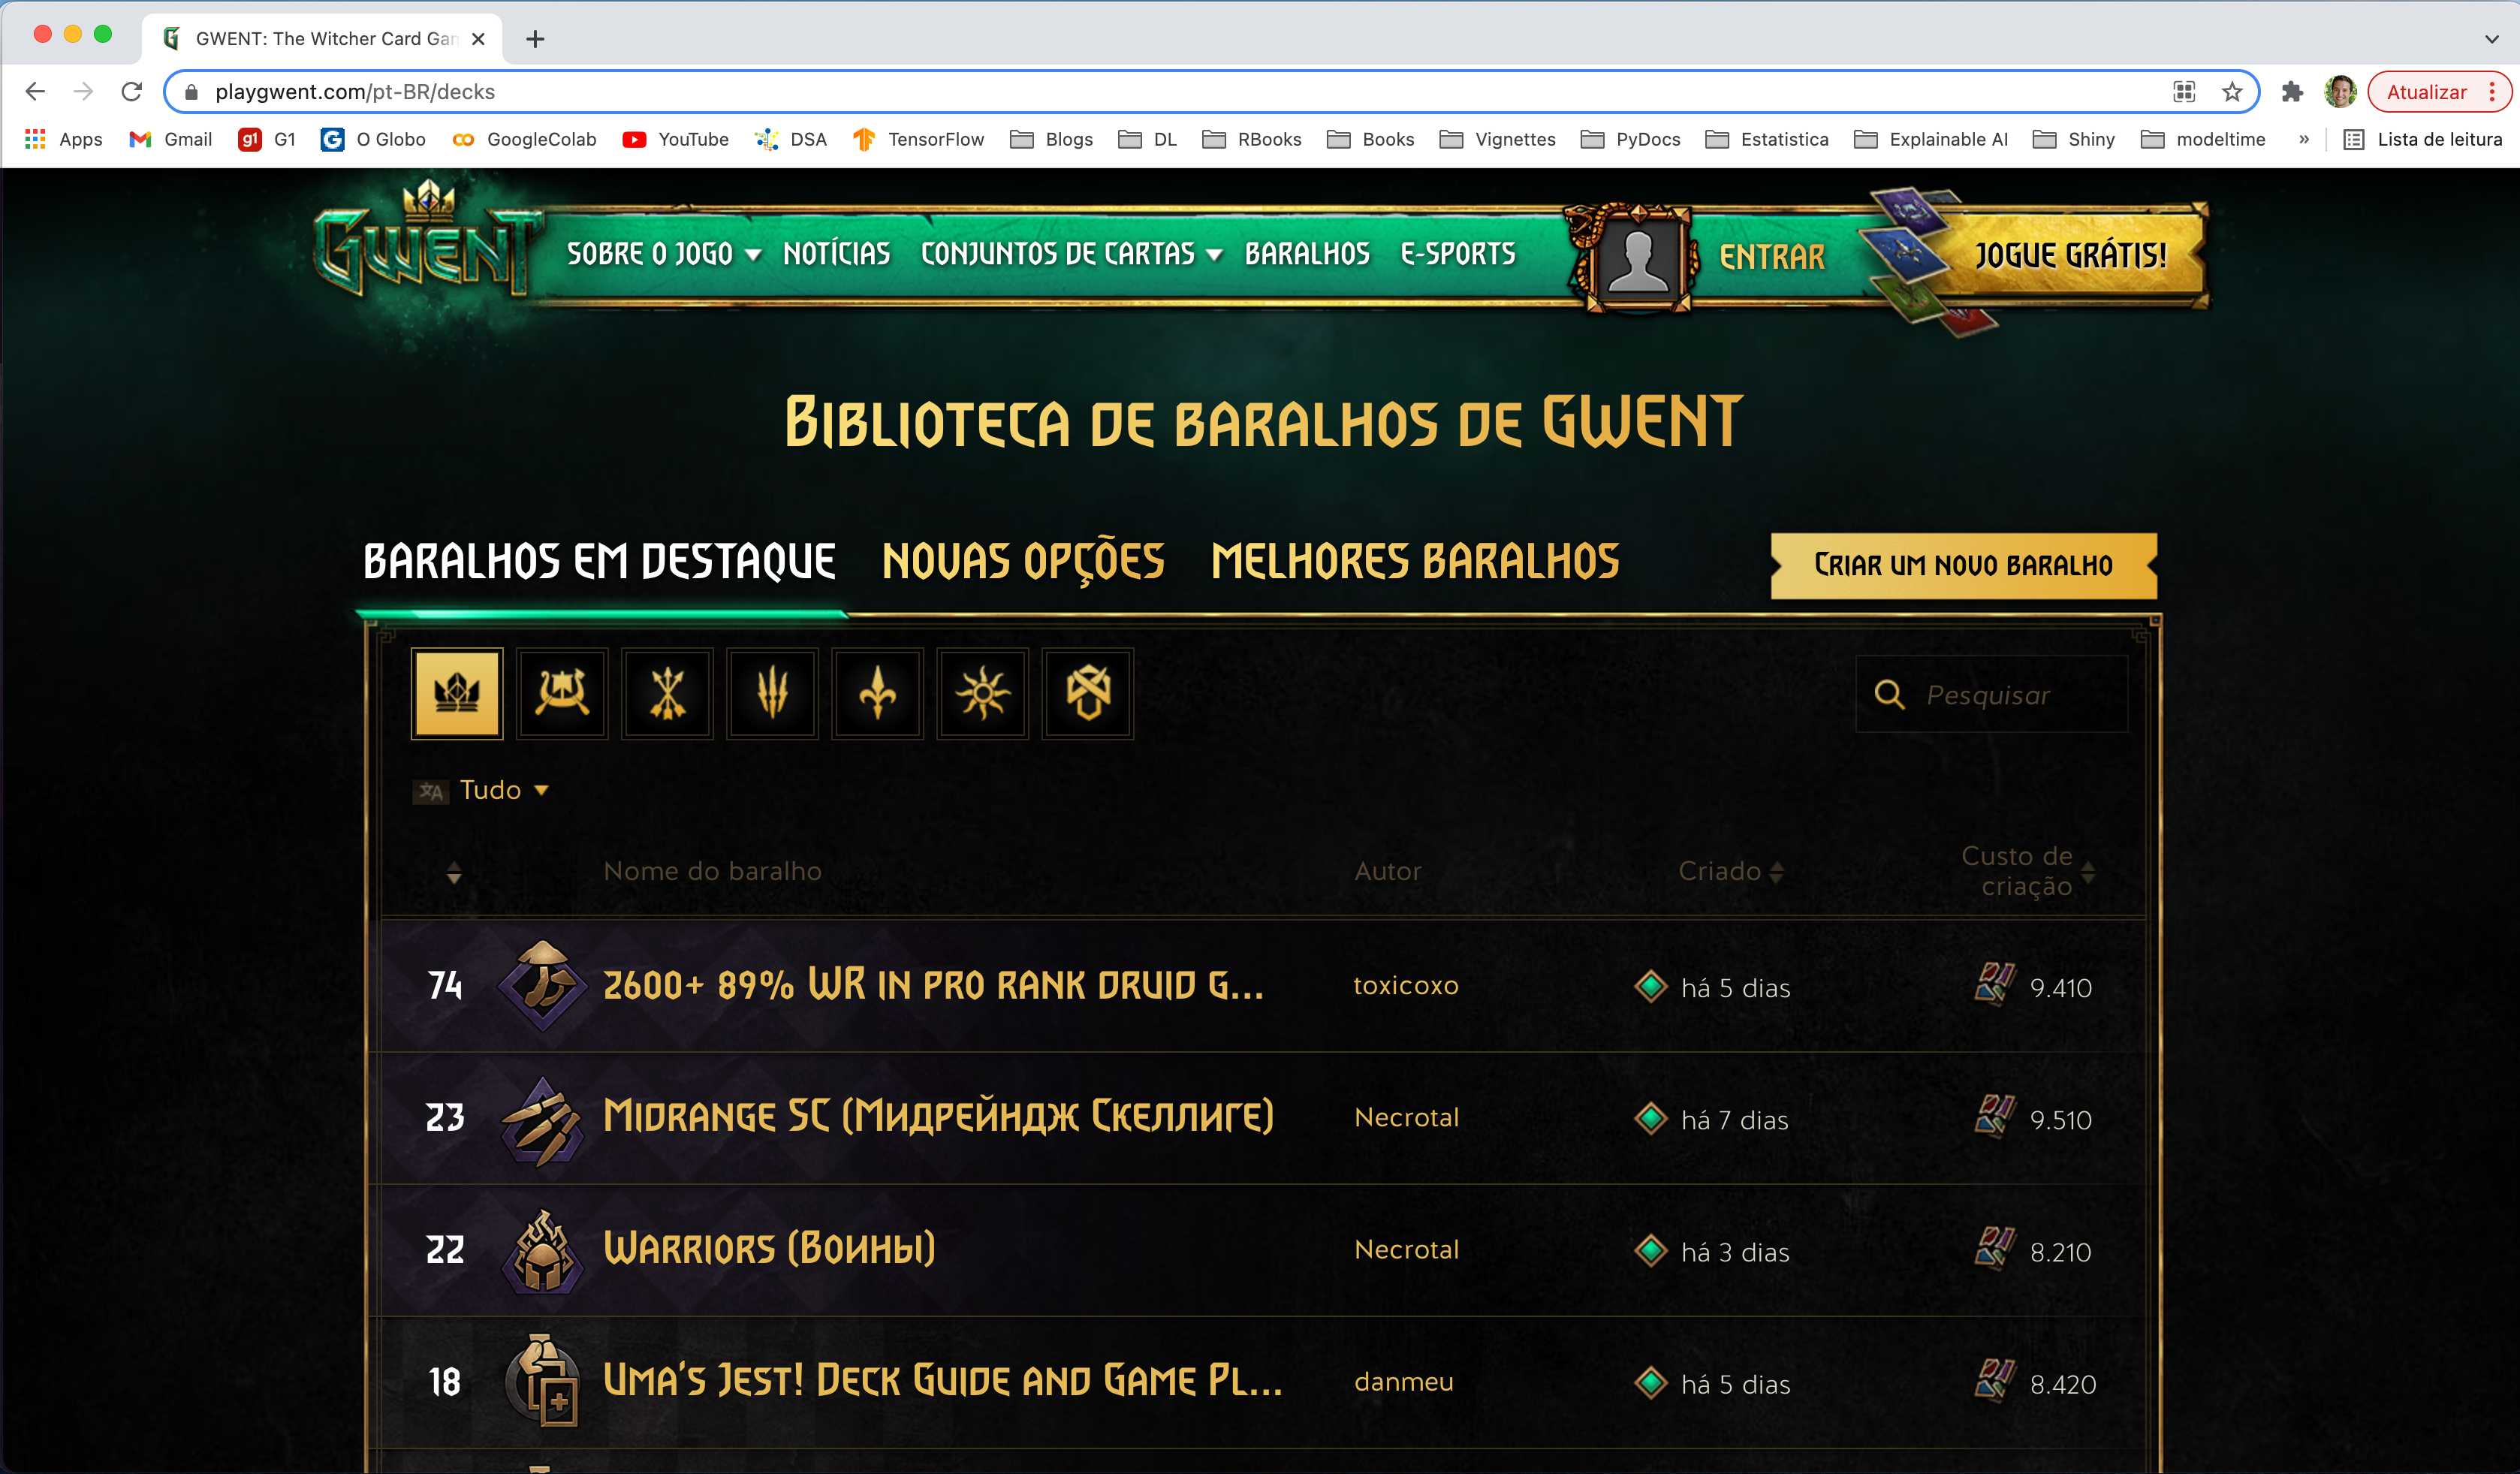 GWENT: The Witcher Card Gan
playgwent.com/pt-BR/decks
Atualizar
Apps Gmail G1 O Globo GoogleColab YouTube DSA TensorFlow Blogs DL RBooks Books Vignettes PyDocs Estatistica Explainable AI Shiny modeltime » Lista de leitura
GWENT
SOBRE O JOGO NOTÍCIAS CONJUNTOS DE CARTAS BARALHOS E-SPORTS ENTRAR JOGUE GRÁTIS!
BIBLIOTECA DE BARALHOS DE GWENT
BARALHOS EM DESTAQUE NOVAS OPÇÕES MELHORES BARALHOS CRIAR UM NOVO BARALHO
Pesquisar
Tudo
Nome do baralho Autor Criado Custo de
criação
74 2600+ 89% WR IN PRO RANK DRUID G... toxicoxo há 5 dias 9.410
23 MIDRANGE SC (МИДРЕЙНДЖ СКЕЛЛИГЕ) Necrotal há 7 dias 9.510
22 WARRIORS (ВОИНЫ) Necrotal há 3 dias 8.210
18 UMA'S JEST! DECK GUIDE AND GAME PL... danmeu há 5 dias 8.420